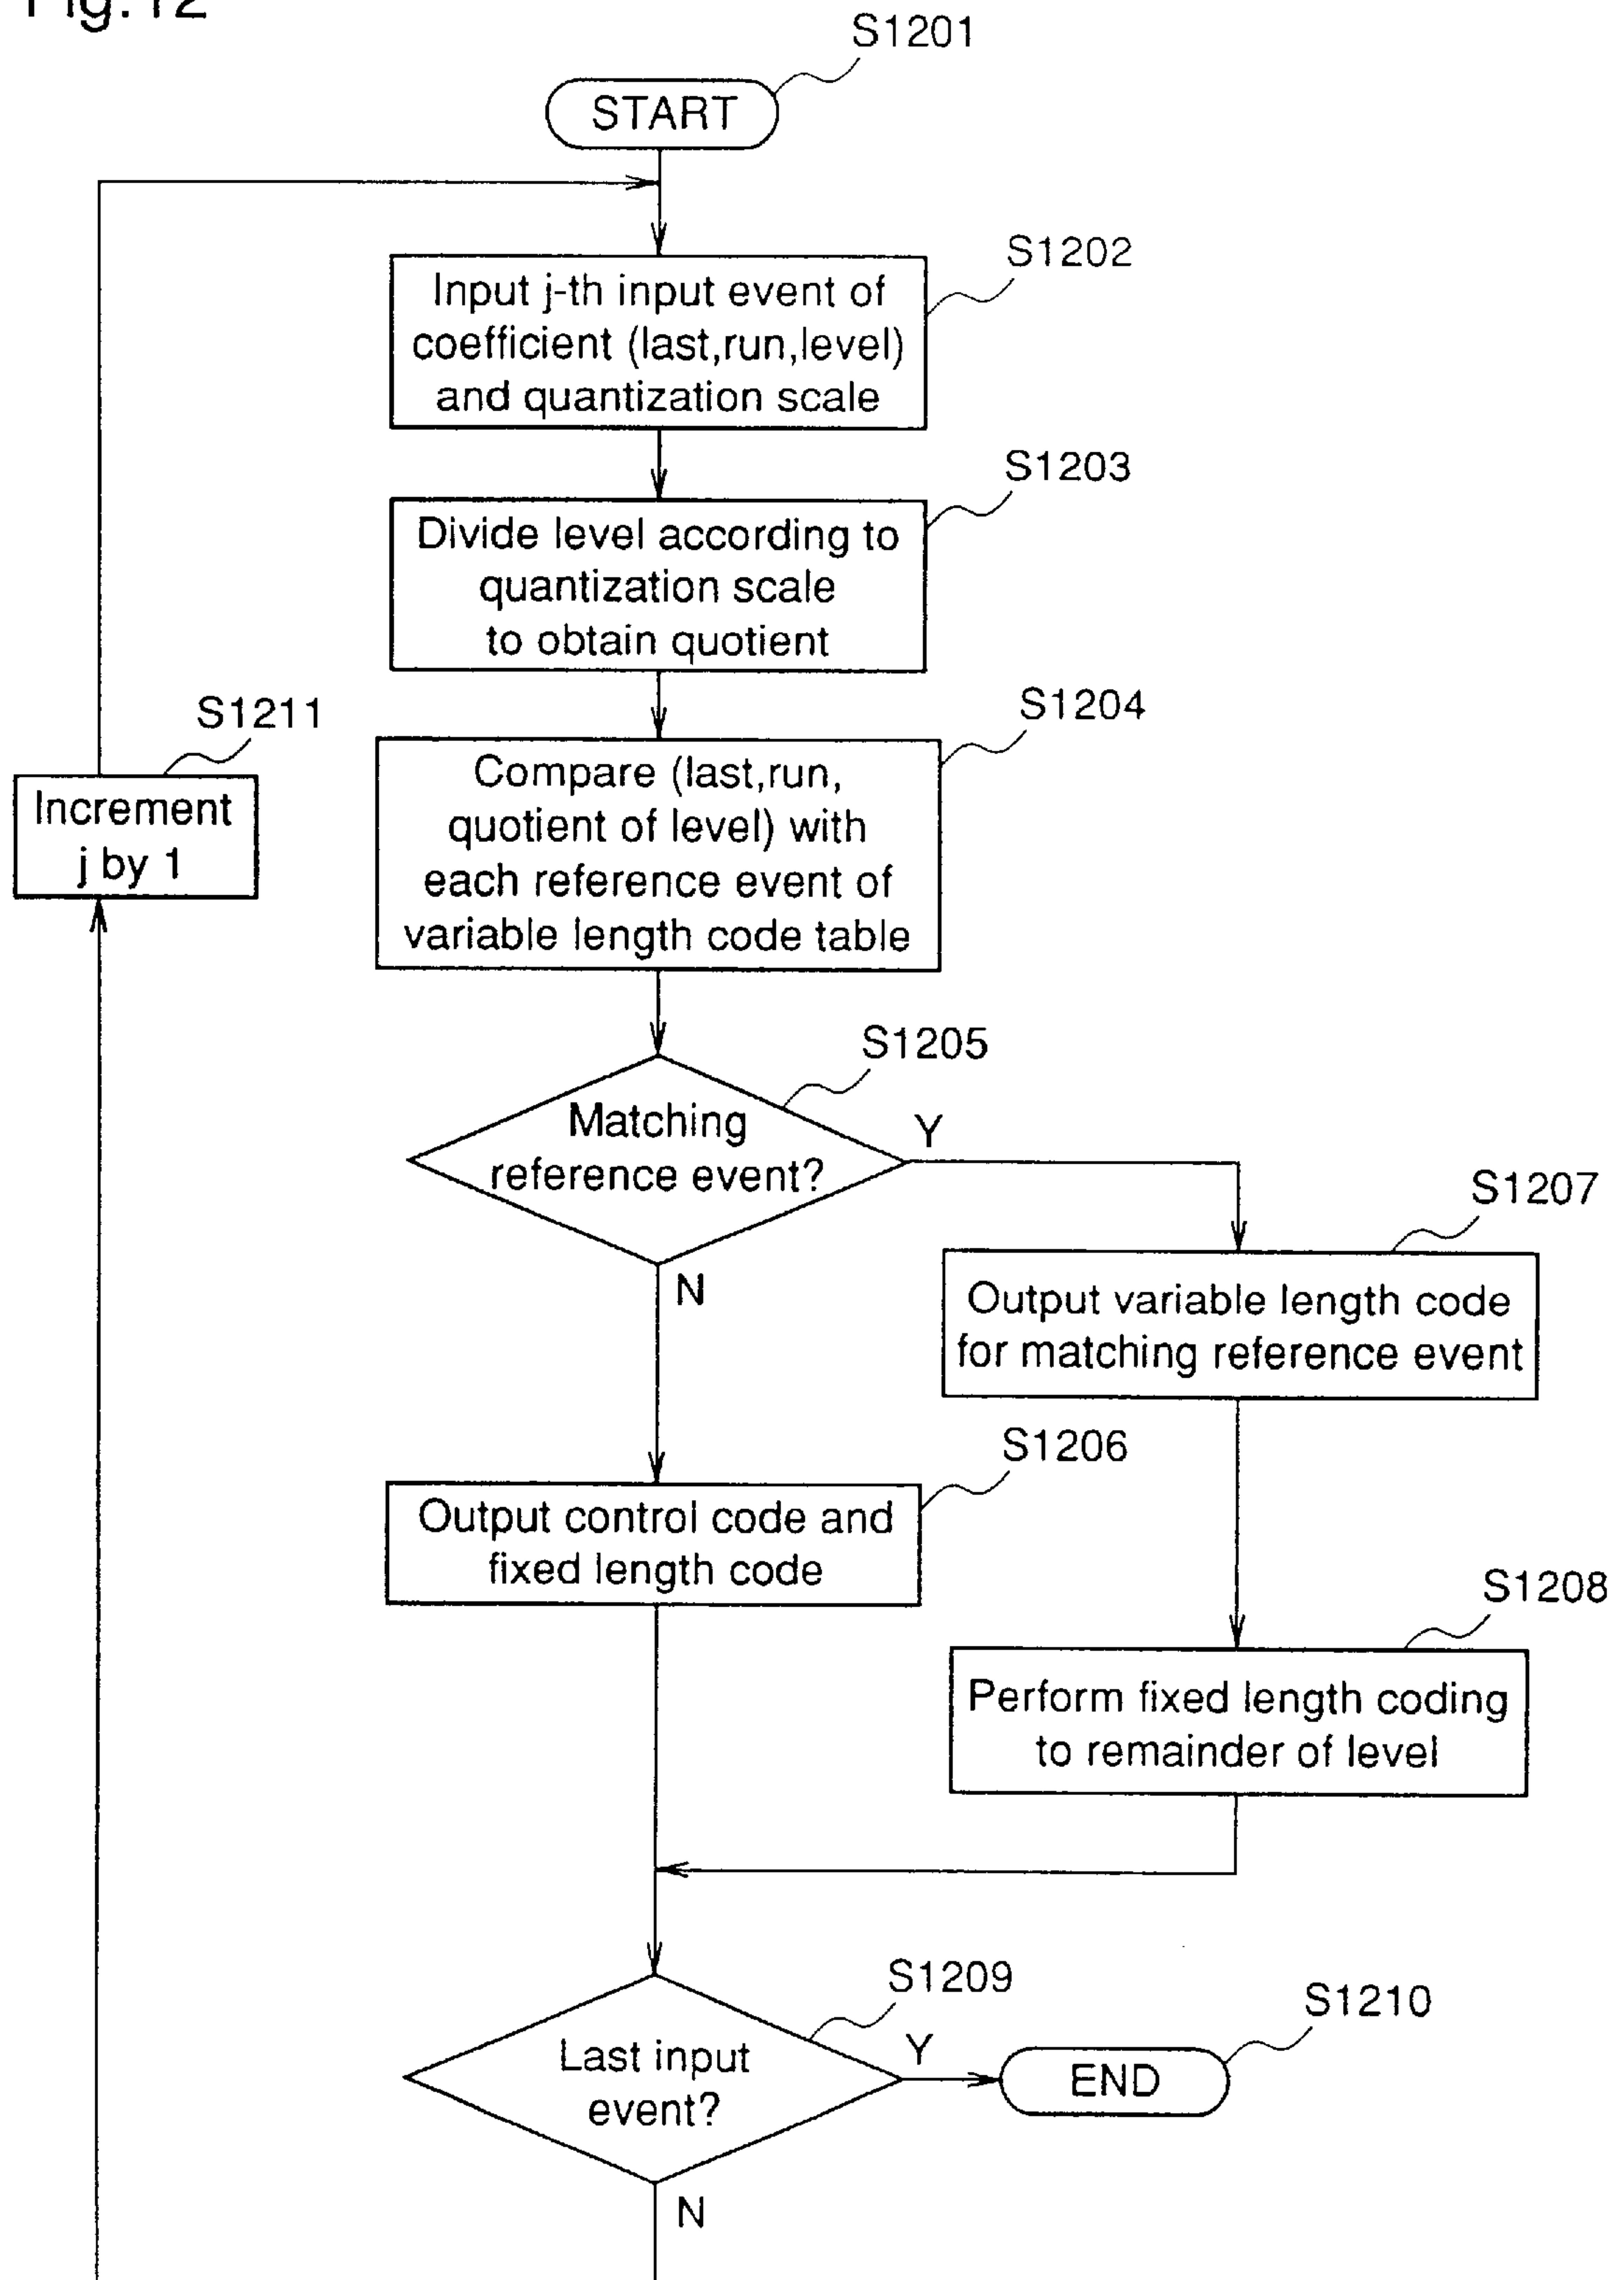 Fig.12
S1201
START
S1202
Input j-th input event of
coefficient (last,run,level)
and quantization scale
S1203
Divide level according to
quantization scale
to obtain quotient
S1204
Compare (last,run,
quotient of level) with
each reference event of
variable length code table
S1211
Increment
j by 1
S1205
Matching
reference event?
Y
N
S1207
Output variable length code
for matching reference event
S1206
Output control code and
fixed length code
S1208
Perform fixed length coding
to remainder of level
S1209
Last input
event?
Y
S1210
END
N